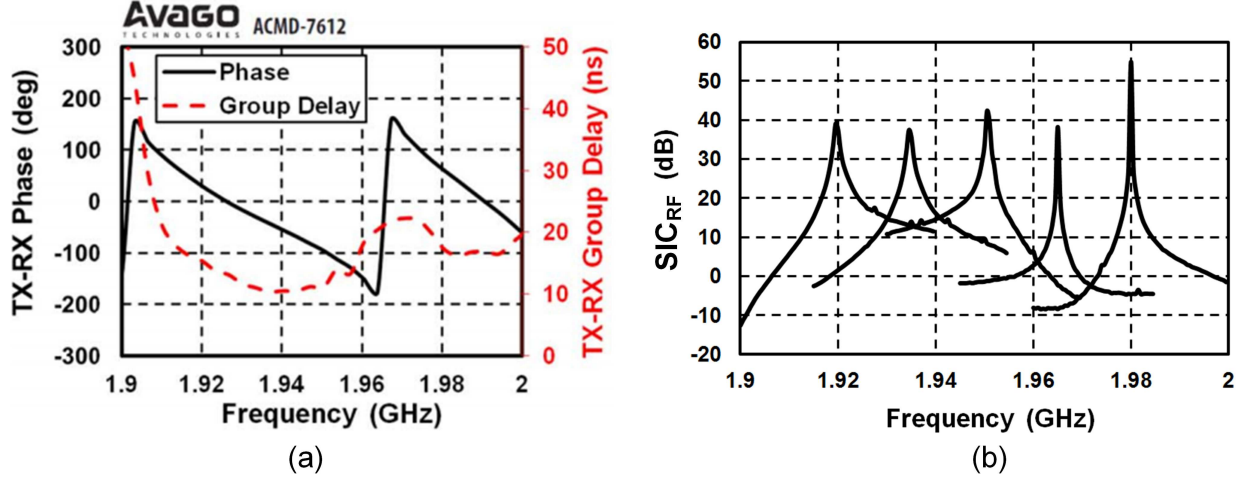 AVAGO
TECHNOLOGIES
ACMD-7612
300
200
100
0
-100
-200
-300
TX-RX Phase (deg)
Phase
Group Delay
50
40
30
20
10
0
TX-RX Group Delay (ns)
1.9 1.92 1.94 1.96 1.98 2
Frequency (GHz)
(a)
60
50
40
30
20
10
0
-10
-20
SICRF (dB)
1.9 1.92 1.94 1.96 1.98 2
Frequency (GHz)
(b)